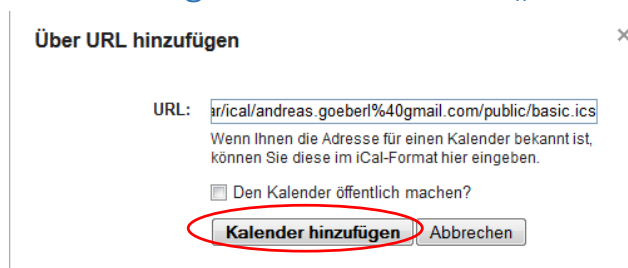 Über URL hinzufügen
×
URL: ar/ical/andreas.goeberl%40gmail.com/public/basic.ics
Wenn Ihnen die Adresse für einen Kalender bekannt ist,
können Sie diese im iCal-Format hier eingeben.
Den Kalender öffentlich machen?
Kalender hinzufügen Abbrechen